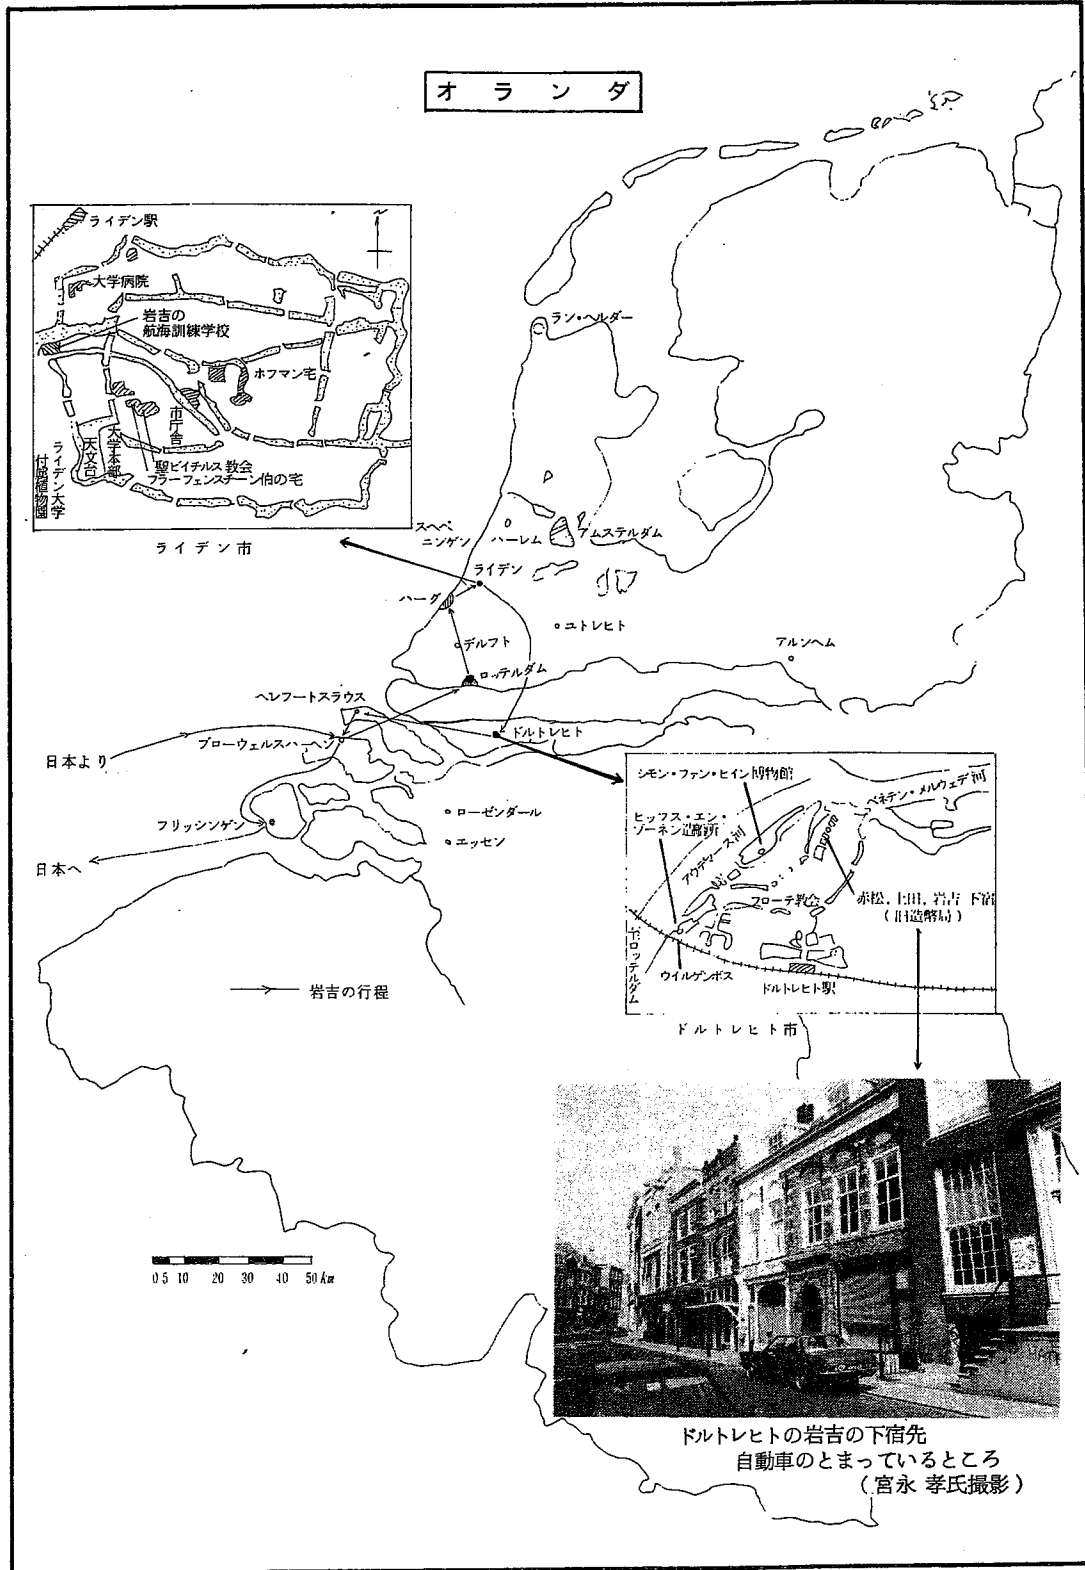 オランダ
ライデン駅
大学病院
岩吉の
航海訓練学校
ホフマン宅
市庁舎
大学本部
天文台
ライデン大学
付属植物園
聖ピイチルス教会
フラーフェンスチーン伯の宅
N
ライデン市
ラン・ヘルダー
スヘベ
ニンゲン
ハーレム
アムステルダム
ライデン
ハーグ
ユトレヒト
デルフト
アルンヘム
ロッテルダム
ヘレフートスラウス
ブローウェルスハーヘン
ドルトレヒト
日本より
フリッシンゲン
ローゼンダール
エッセン
日本へ
岩吉の行程
シモン・ファン・ヒイン博物館
ベネデン・メルウェデ河
ヒップス・エン・
ゾーネン造船所
アウデマース河
フローテ教会
赤松，上田，岩吉 下宿
(旧造幣局)
至ロッテルダム
ウイルゲンボス
ドルトレヒト駅
ドルトレヒト市
0 5 10 20 30 40 50 km
ドルトレヒトの岩吉の下宿先
自動車のとまっているところ
(宮永 孝氏撮影)